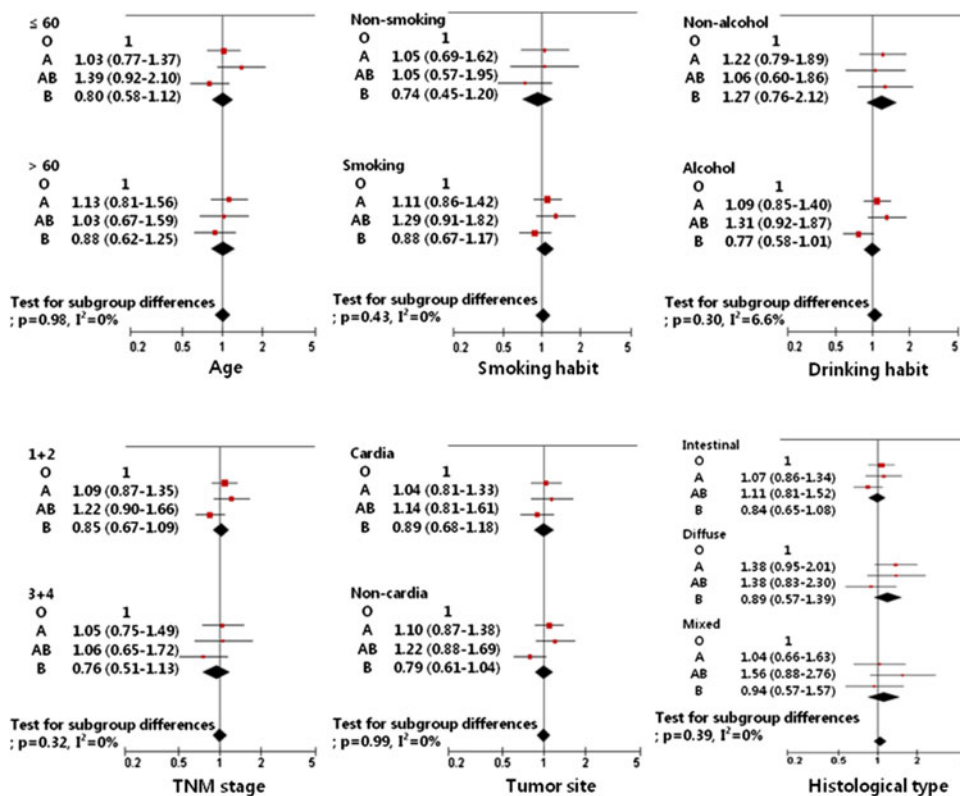 ≤ 60
O 1
A 1.03 (0.77-1.37)
AB 1.39 (0.92-2.10)
B 0.80 (0.58-1.12)
> 60
O 1
A 1.13 (0.81-1.56)
AB 1.03 (0.67-1.59)
B 0.88 (0.62-1.25)
Test for subgroup differences
; p=0.98, I²=0%
0.2 0.5 1 2 5
Age
Non-smoking
O 1
A 1.05 (0.69-1.62)
AB 1.05 (0.57-1.95)
B 0.74 (0.45-1.20)
Smoking
O 1
A 1.11 (0.86-1.42)
AB 1.29 (0.91-1.82)
B 0.88 (0.67-1.17)
Test for subgroup differences
; p=0.43, I²=0%
0.2 0.5 1 2 5
Smoking habit
Non-alcohol
O 1
A 1.22 (0.79-1.89)
AB 1.06 (0.60-1.86)
B 1.27 (0.76-2.12)
Alcohol
O 1
A 1.09 (0.85-1.40)
AB 1.31 (0.92-1.87)
B 0.77 (0.58-1.01)
Test for subgroup differences
; p=0.30, I²=6.6%
0.2 0.5 1 2 5
Drinking habit
1+2
O 1
A 1.09 (0.87-1.35)
AB 1.22 (0.90-1.66)
B 0.85 (0.67-1.09)
3+4
O 1
A 1.05 (0.75-1.49)
AB 1.06 (0.65-1.72)
B 0.76 (0.51-1.13)
Test for subgroup differences
; p=0.32, I²=0%
0.2 0.5 1 2 5
TNM stage
Cardia
O 1
A 1.04 (0.81-1.33)
AB 1.14 (0.81-1.61)
B 0.89 (0.68-1.18)
Non-cardia
O 1
A 1.10 (0.87-1.38)
AB 1.22 (0.88-1.69)
B 0.79 (0.61-1.04)
Test for subgroup differences
; p=0.99, I²=0%
0.2 0.5 1 2 5
Tumor site
Intestinal
O 1
A 1.07 (0.86-1.34)
AB 1.11 (0.81-1.52)
B 0.84 (0.65-1.08)
Diffuse
O 1
A 1.38 (0.95-2.01)
AB 1.38 (0.83-2.30)
B 0.89 (0.57-1.39)
Mixed
O 1
A 1.04 (0.66-1.63)
AB 1.56 (0.88-2.76)
B 0.94 (0.57-1.57)
Test for subgroup differences
; p=0.39, I²=0%
0.2 0.5 1 2 5
Histological type